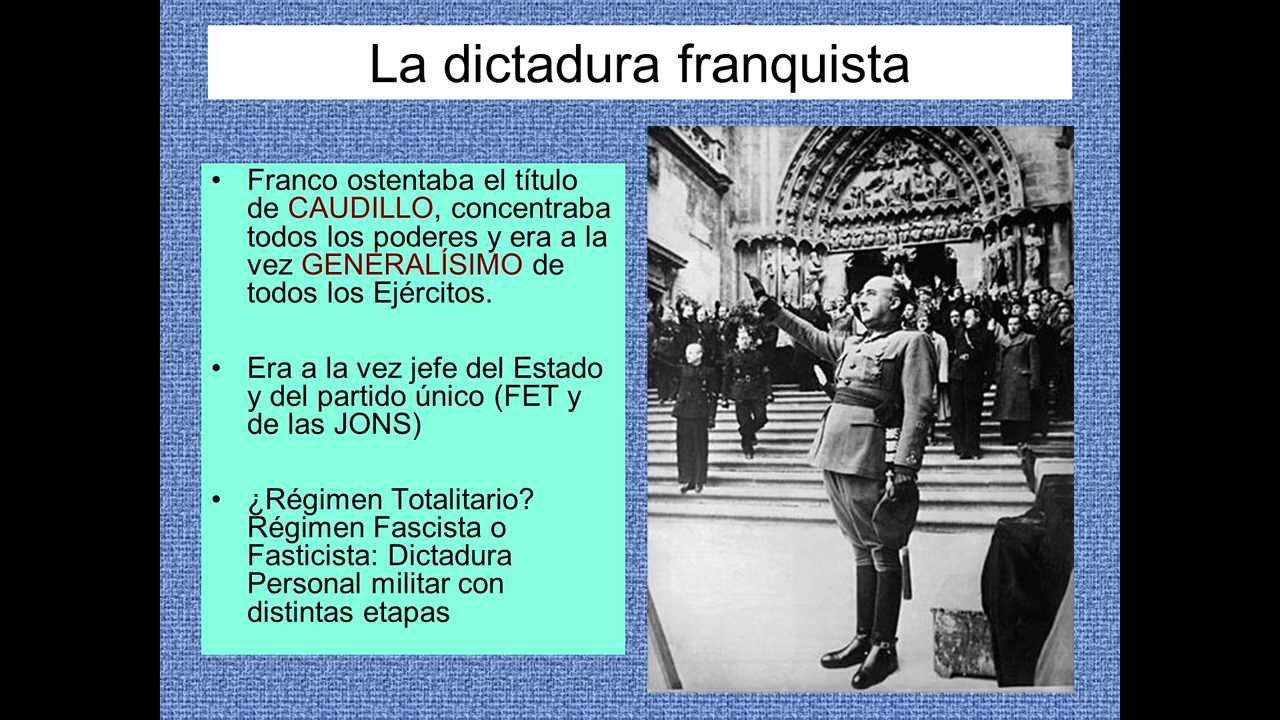 La dictadura franquista
• Franco ostentaba el título
de CAUDILLO, concentraba
todos los poderes y era a la
vez GENERALÍSIMO de
todos los Ejércitos.
• Era a la vez jefe del Estado
y del partido único (FET y
de las JONS)
• ¿Régimen Totalitario?
Régimen Fascista o
Fasticista: Dictadura
Personal militar con
distintas etapas